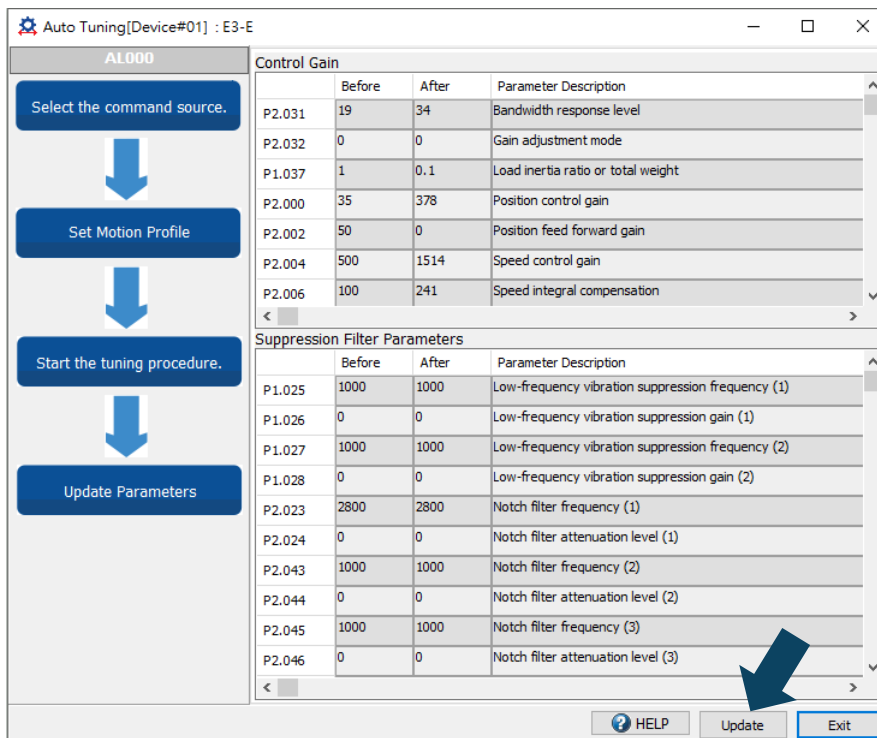 Auto Tuning[Device#01] : E3-E
AL000
Select the command source.
Set Motion Profile
Start the tuning procedure.
Update Parameters
Control Gain
Before After Parameter Description
P2.031 19 34 Bandwidth response level
P2.032 0 0 Gain adjustment mode
P1.037 1 0.1 Load inertia ratio or total weight
P2.000 35 378 Position control gain
P2.002 50 0 Position feed forward gain
P2.004 500 1514 Speed control gain
P2.006 100 241 Speed integral compensation
Suppression Filter Parameters
Before After Parameter Description
P1.025 1000 1000 Low-frequency vibration suppression frequency (1)
P1.026 0 0 Low-frequency vibration suppression gain (1)
P1.027 1000 1000 Low-frequency vibration suppression frequency (2)
P1.028 0 0 Low-frequency vibration suppression gain (2)
P2.023 2800 2800 Notch filter frequency (1)
P2.024 0 0 Notch filter attenuation level (1)
P2.043 1000 1000 Notch filter frequency (2)
P2.044 0 0 Notch filter attenuation level (2)
P2.045 1000 1000 Notch filter frequency (3)
P2.046 0 0 Notch filter attenuation level (3)
? HELP Update Exit